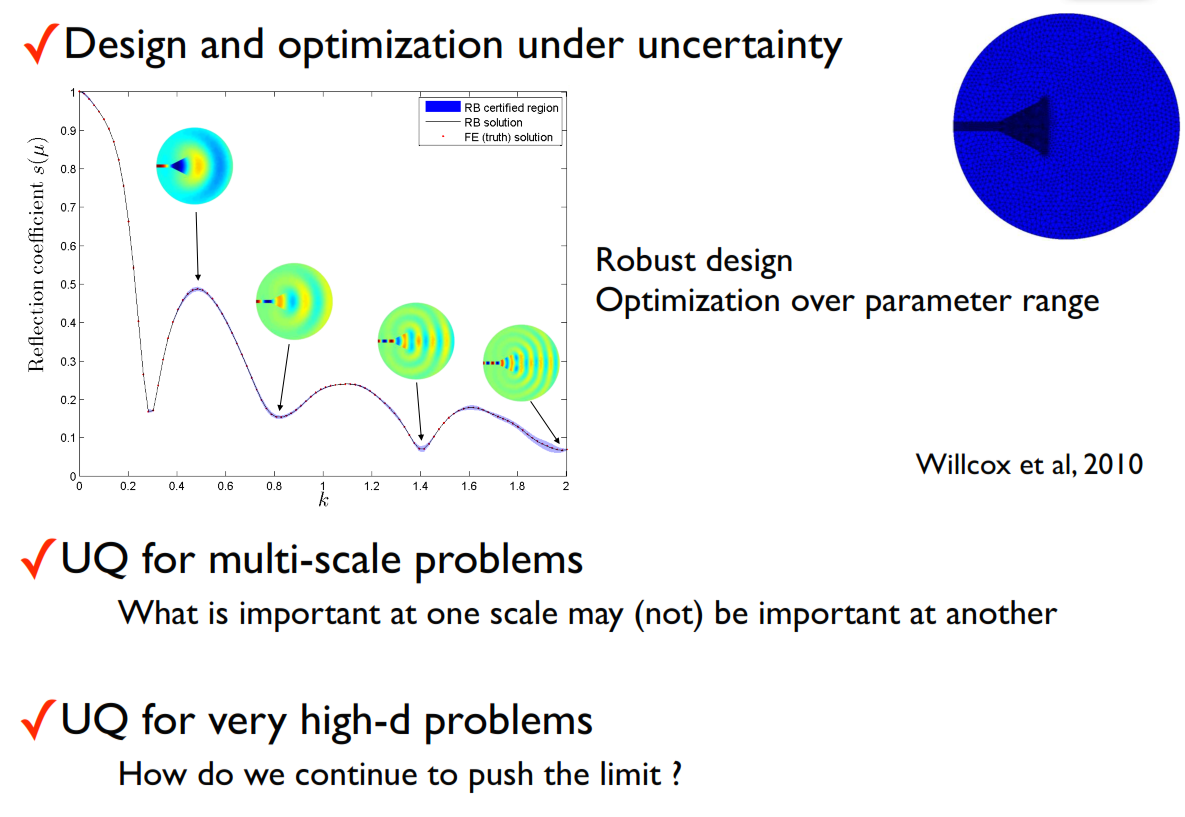 ✓Design and optimization under uncertainty
Reflection coefficient s(μ)
1
0.9
0.8
0.7
0.6
0.5
0.4
0.3
0.2
0.1
0
RB certified region
RB solution
FE (truth) solution
0 0.2 0.4 0.6 0.8 1 1.2 1.4 1.6 1.8 2
k
Robust design
Optimization over parameter range
Willcox et al, 2010
✓UQ for multi-scale problems
What is important at one scale may (not) be important at another
✓UQ for very high-d problems
How do we continue to push the limit ?